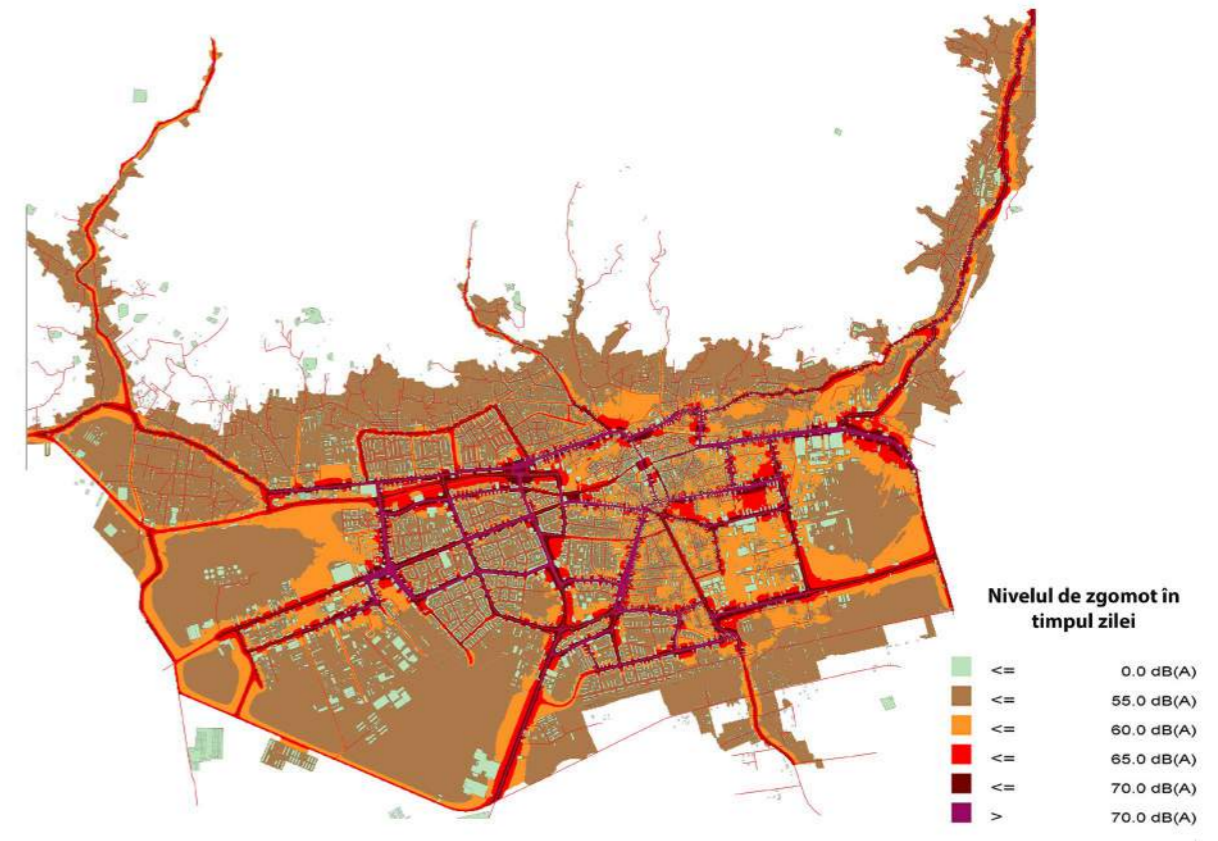 Nivelul de zgomot în
timpul zilei
<= 0.0 dB(A)
<= 55.0 dB(A)
<= 60.0 dB(A)
<= 65.0 dB(A)
<= 70.0 dB(A)
> 70.0 dB(A)